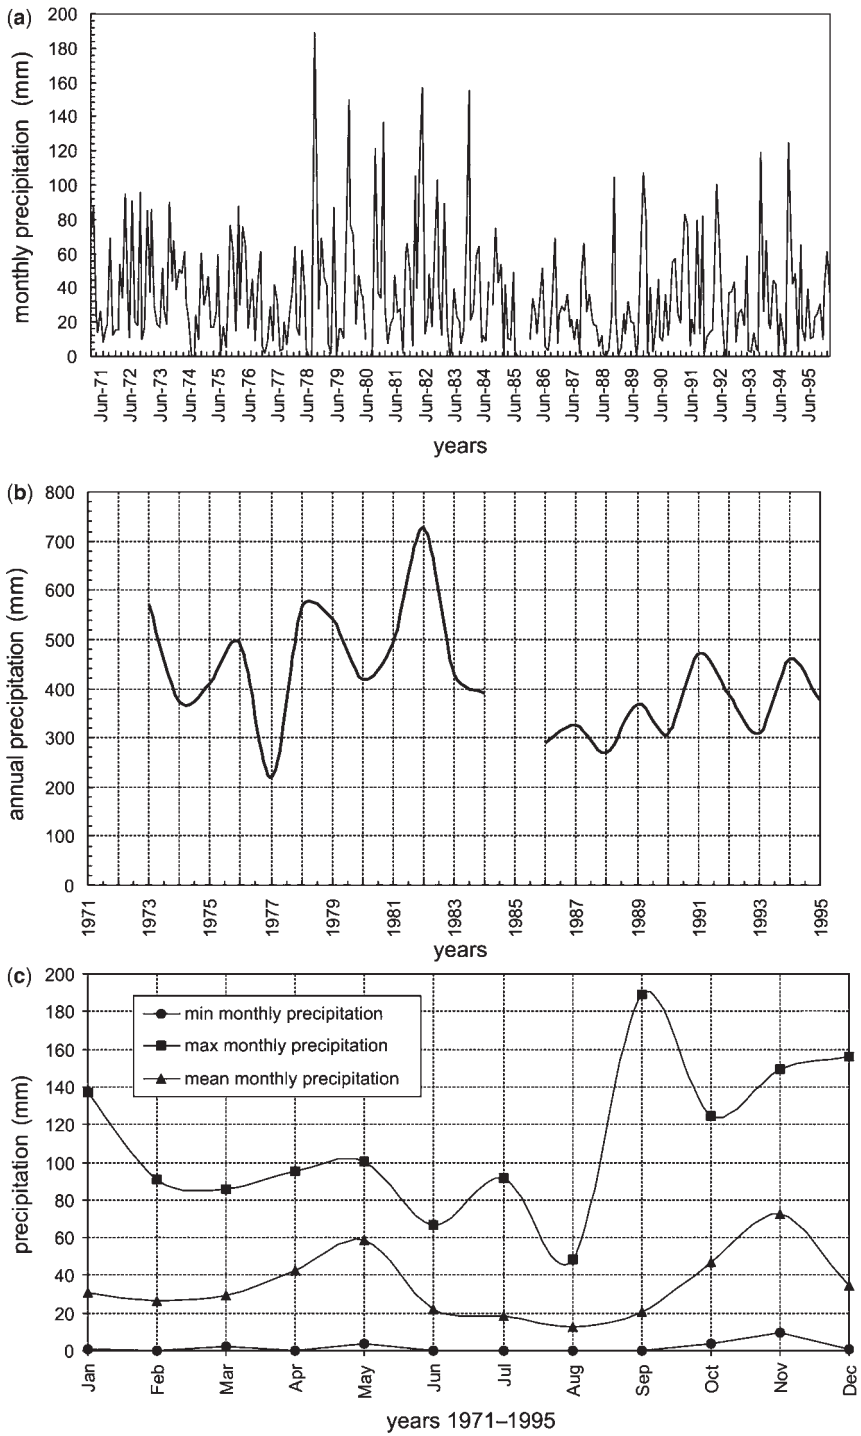 (a)
monthly precipitation (mm)
200
180
160
140
120
100
80
60
40
20
0
Jun-71
Jun-72
Jun-73
Jun-74
Jun-75
Jun-76
Jun-77
Jun-78
Jun-79
Jun-80
Jun-81
Jun-82
Jun-83
Jun-84
Jun-85
Jun-86
Jun-87
Jun-88
Jun-89
Jun-90
Jun-91
Jun-92
Jun-93
Jun-94
Jun-95
years
(b)
annual precipitation (mm)
800
700
600
500
400
300
200
100
0
1971
1973
1975
1977
1979
1981
1983
1985
1987
1989
1991
1993
1995
years
(c)
precipitation (mm)
200
180
160
140
120
100
80
60
40
20
0
min monthly precipitation
max monthly precipitation
mean monthly precipitation
Jan
Feb
Mar
Apr
May
Jun
Jul
Aug
Sep
Oct
Nov
Dec
years 1971–1995